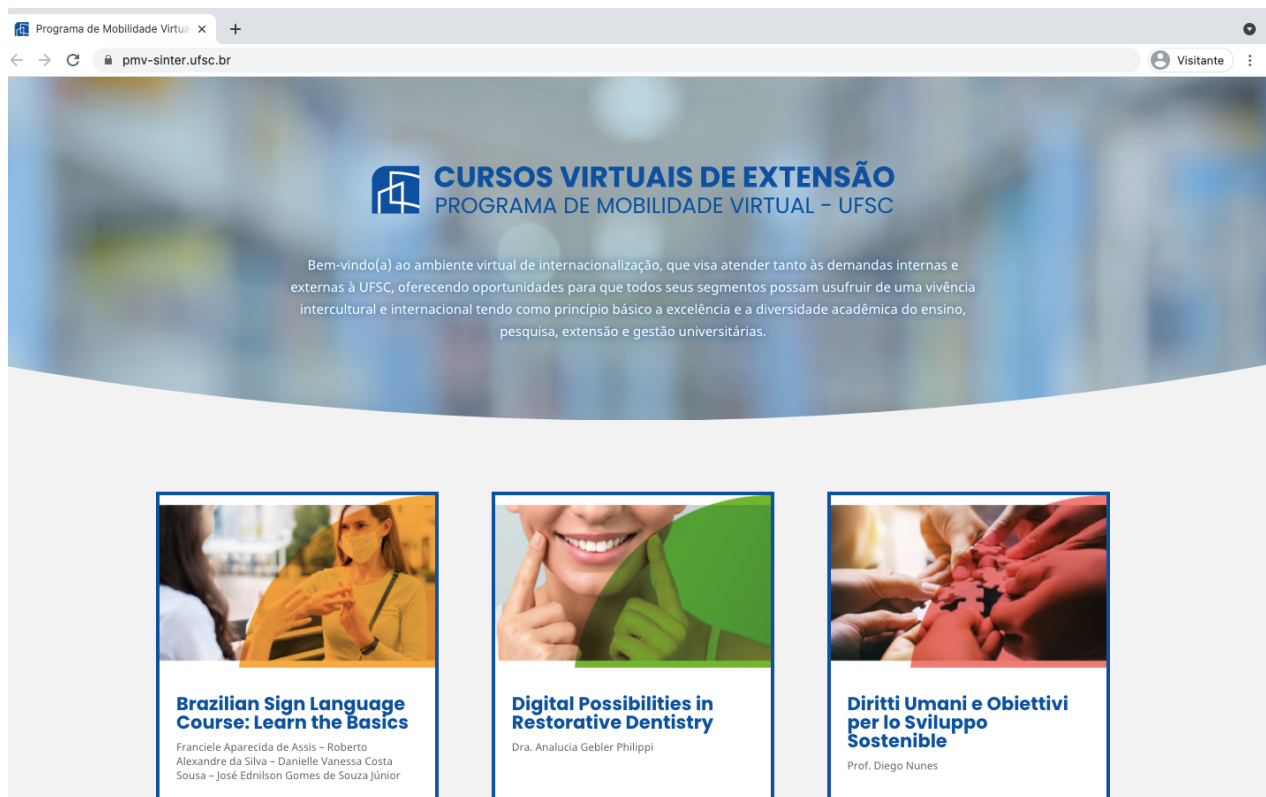 Programa de Mobilidade Virtua
pmv-sinter.ufsc.br
Visitante
CURSOS VIRTUAIS DE EXTENSÃO
PROGRAMA DE MOBILIDADE VIRTUAL - UFSC
Bem-vindo(a) ao ambiente virtual de internacionalização, que visa atender tanto às demandas internas e
externas à UFSC, oferecendo oportunidades para que todos seus segmentos possam usufruir de uma vivência
intercultural e internacional tendo como princípio básico a excelência e a diversidade acadêmica do ensino,
pesquisa, extensão e gestão universitárias.
Brazilian Sign Language
Course: Learn the Basics
Franciele Aparecida de Assis – Roberto
Alexandre da Silva – Danielle Vanessa Costa
Sousa – José Ednilson Gomes de Souza Júnior
Digital Possibilities in
Restorative Dentistry
Dra. Analucia Gebler Philippi
Diritti Umani e Obiettivi
per lo Sviluppo
Sostenible
Prof. Diego Nunes